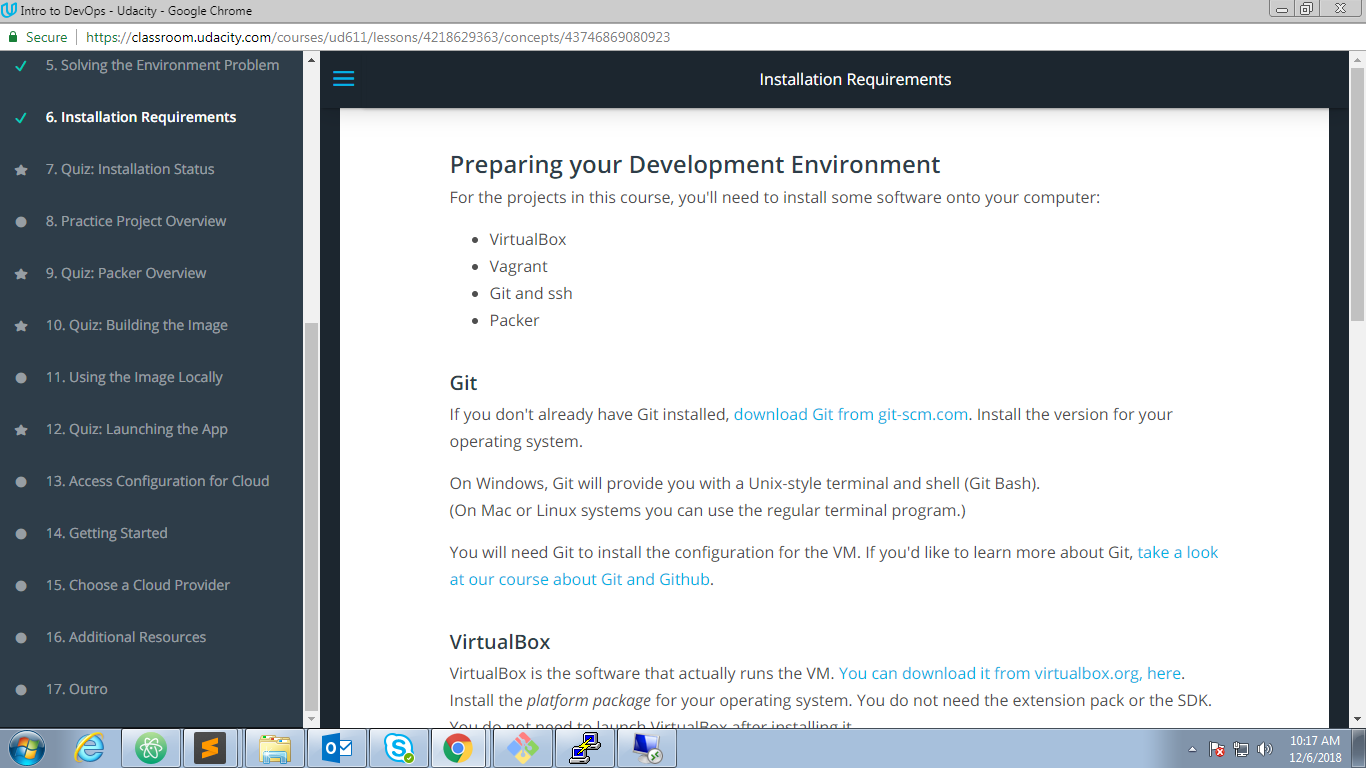 Intro to DevOps - Udacity - Google Chrome
Secure
https://classroom.udacity.com/courses/ud611/lessons/4218629363/concepts/43746869080923
5. Solving the Environment Problem
6. Installation Requirements
7. Quiz: Installation Status
8. Practice Project Overview
9. Quiz: Packer Overview
10. Quiz: Building the Image
11. Using the Image Locally
12. Quiz: Launching the App
13. Access Configuration for Cloud
14. Getting Started
15. Choose a Cloud Provider
16. Additional Resources
17. Outro
Installation Requirements
Preparing your Development Environment
For the projects in this course, you'll need to install some software onto your computer:
• VirtualBox
• Vagrant
• Git and ssh
• Packer
Git
If you don't already have Git installed, download Git from git-scm.com. Install the version for your
operating system.
On Windows, Git will provide you with a Unix-style terminal and shell (Git Bash).
(On Mac or Linux systems you can use the regular terminal program.)
You will need Git to install the configuration for the VM. If you'd like to learn more about Git, take a look
at our course about Git and Github.
VirtualBox
VirtualBox is the software that actually runs the VM. You can download it from virtualbox.org, here.
Install the platform package for your operating system. You do not need the extension pack or the SDK.
You do not need to launch VirtualBox after installing it.
10:17 AM
12/6/2018